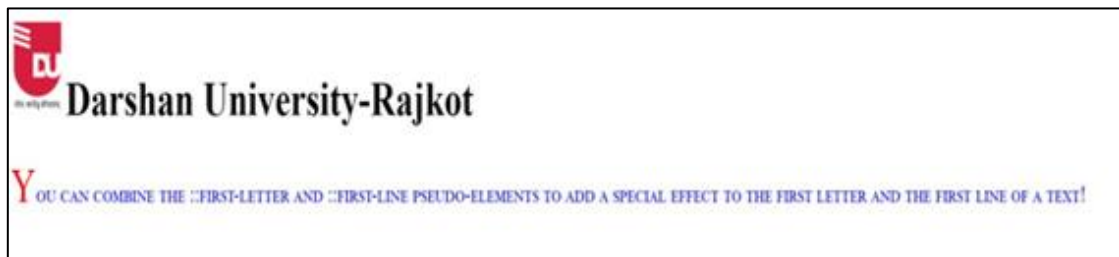 DU
Darshan University-Rajkot
You can combine the ::first-letter and ::first-line pseudo-elements to add a special effect to the first letter and the first line of a text!